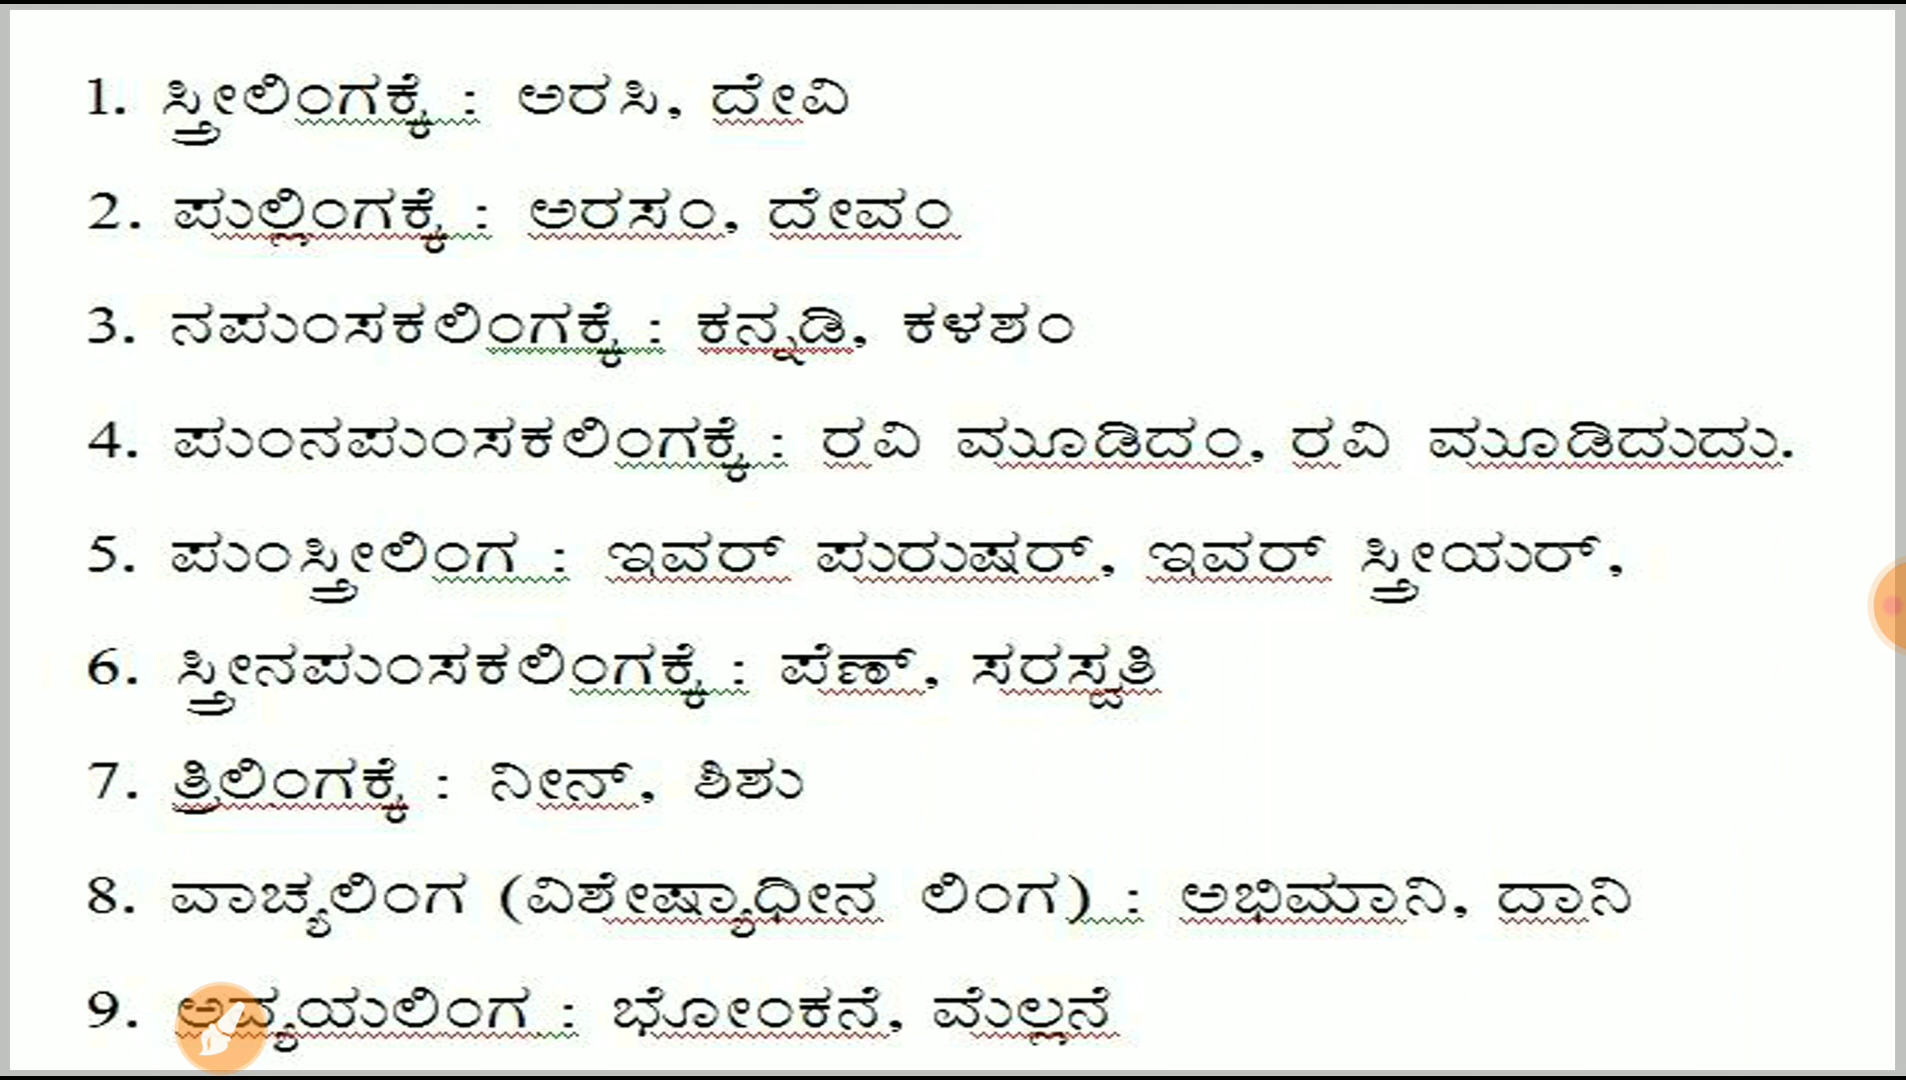 1. ಸ್ತ್ರೀಲಿಂಗಕ್ಕೆ : ಅರಸಿ, ದೇವಿ
2. ಪುಲ್ಲಿಂಗಕ್ಕೆ : ಅರಸಂ, ದೇವಂ
3. ನಪುಂಸಕಲಿಂಗಕ್ಕೆ : ಕನ್ನಡಿ, ಕಳಶಂ
4. ಪುಂನಪುಂಸಕಲಿಂಗಕ್ಕೆ : ರವಿ ಮೂಡಿದಂ, ರವಿ ಮೂಡಿದುದು.
5. ಪುಂಸ್ತ್ರೀಲಿಂಗ : ಇವರ್ ಪುರುಷರ್, ಇವರ್ ಸ್ತ್ರೀಯರ್,
6. ಸ್ತ್ರೀನಪುಂಸಕಲಿಂಗಕ್ಕೆ : ಪೆಣ್, ಸರಸ್ವತಿ
7. ತ್ರಿಲಿಂಗಕ್ಕೆ : ನೀನ್, ಶಿಶು
8. ವಾಚ್ಯಲಿಂಗ (ವಿಶೇಷ್ಯಾಧೀನ ಲಿಂಗ) : ಅಭಿಮಾನಿ, ದಾನಿ
9. ಅವ್ಯಯಲಿಂಗ : ಭೋಂಕನೆ, ಮೆಲ್ಲನೆ